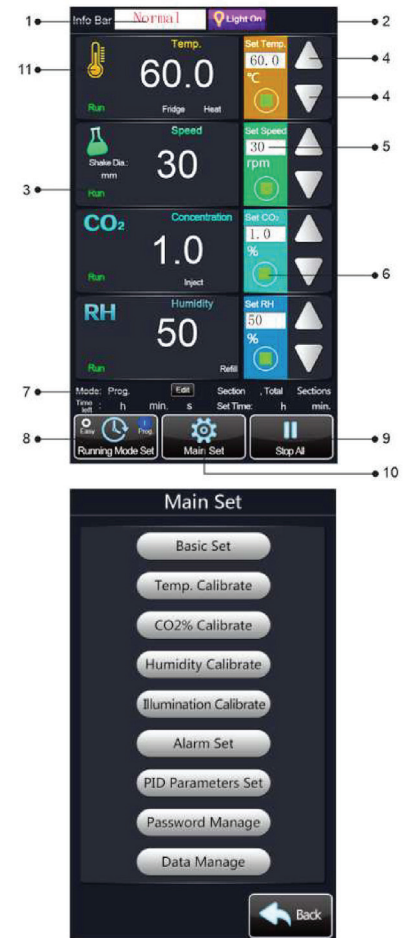 1 Info Bar Normal Light On 2
11 Temp. Set Temp. 4
60.0 60.0
°C 4
Run Fridge Heat
Speed Set Speed
30 30 5
Shake Dia.: rpm
mm
3 Run
CO₂ Concentration Set CO₂
1.0 1.0
% 6
Run Inject
RH Humidity Set RH
50 50
%
Run Refill
7 Mode: Prog. Edit Section , Total Sections
Time left : h min. s Set Time: h min.
8 Easy Prog. 9
Running Mode Set Main Set Stop All
10
Main Set
Basic Set
Temp. Calibrate
CO2% Calibrate
Humidity Calibrate
Illumination Calibrate
Alarm Set
PID Parameters Set
Password Manage
Data Manage
Back